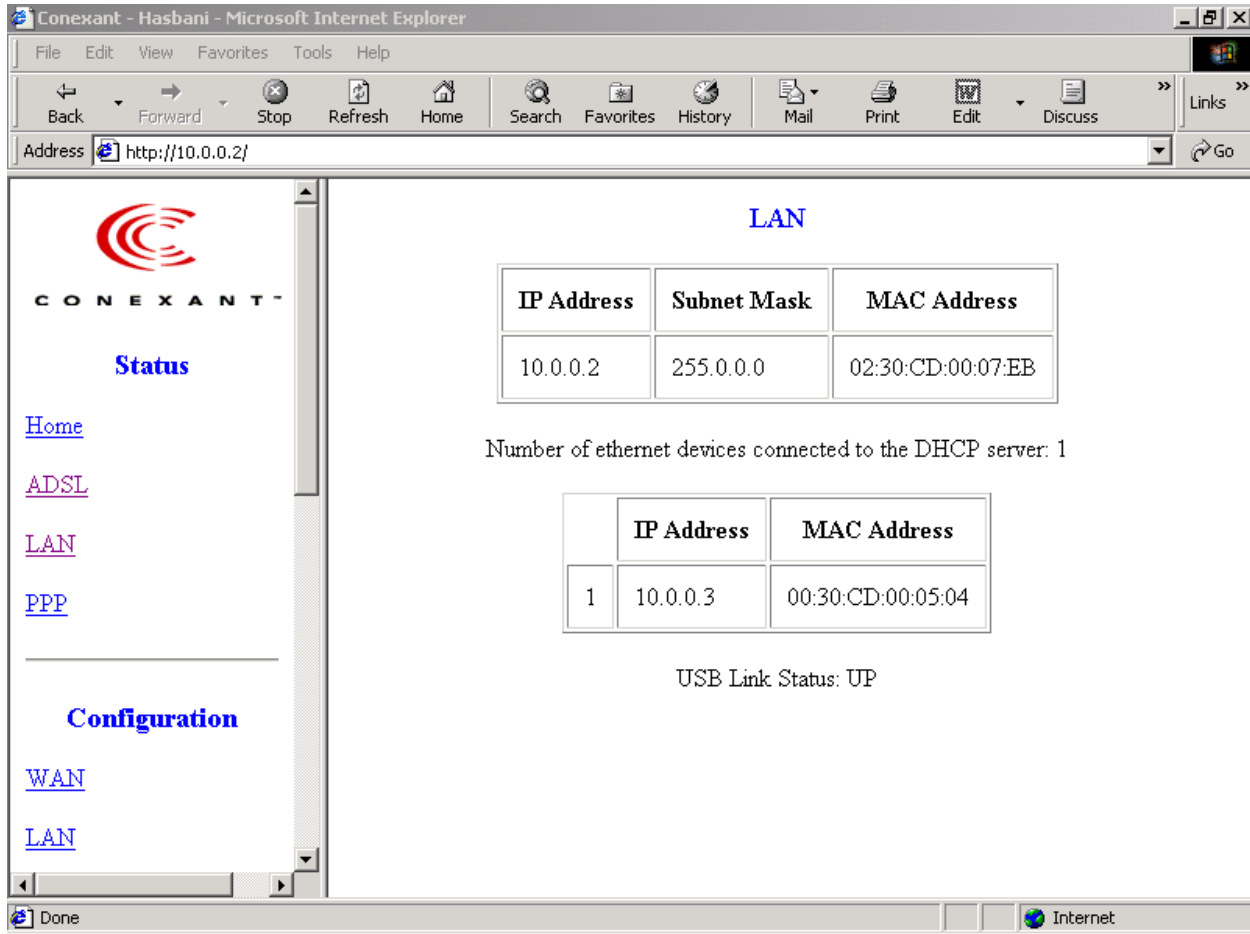 Conexant - Hasbani - Microsoft Internet Explorer
File Edit View Favorites Tools Help
Back Forward Stop Refresh Home Search Favorites History Mail Print Edit Discuss » Links »
Address http://10.0.0.2/ Go
CONEXANT™
Status
Home
ADSL
LAN
PPP
Configuration
WAN
LAN
LAN
IP Address Subnet Mask MAC Address
10.0.0.2 255.0.0.0 02:30:CD:00:07:EB
Number of ethernet devices connected to the DHCP server: 1
IP Address MAC Address
1 10.0.0.3 00:30:CD:00:05:04
USB Link Status: UP
Done Internet